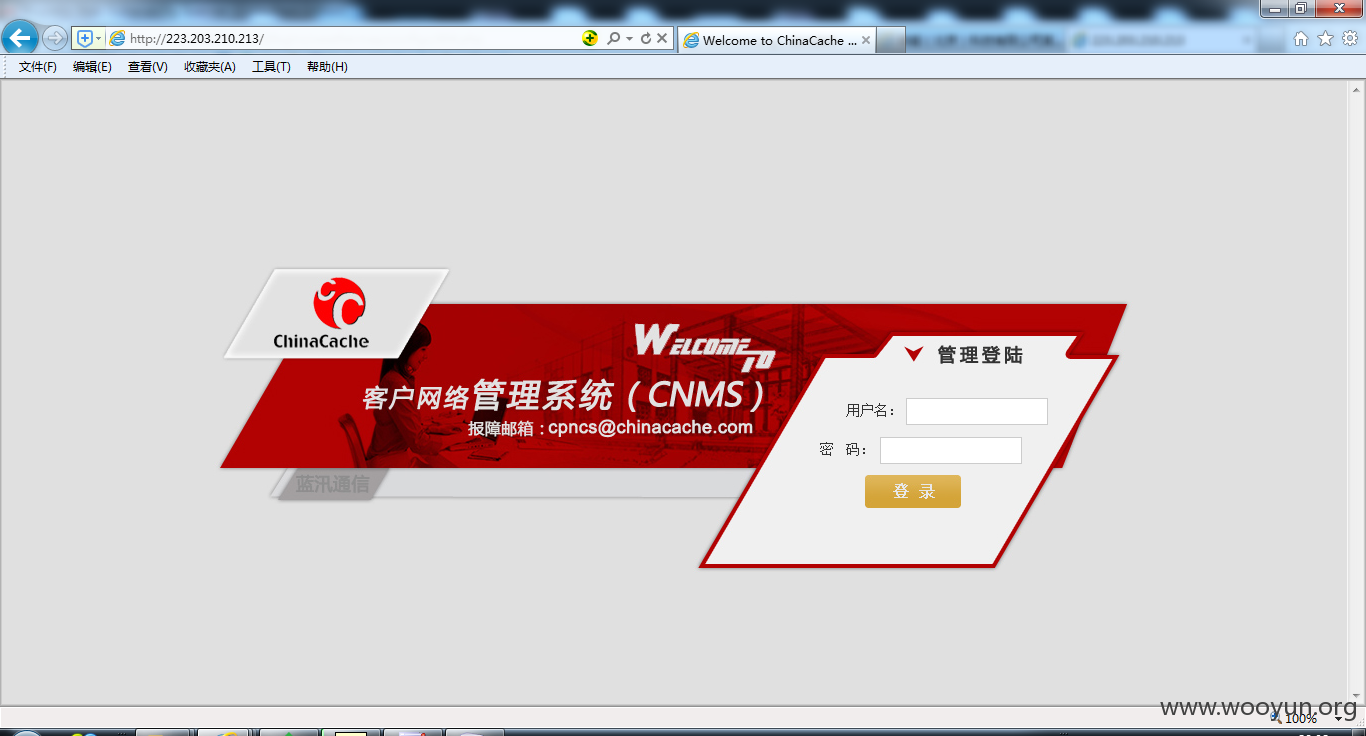 http://223.203.210.213/
Welcome to ChinaCache ...
文件(F) 编辑(E) 查看(V) 收藏夹(A) 工具(T) 帮助(H)
ChinaCache
WELCOME TO
客户网络管理系统（CNMS）
报障邮箱：cpncs@chinacache.com
蓝汛通信
管理登陆
用户名：
密 码：
登 录
www.wooyun.org
100%